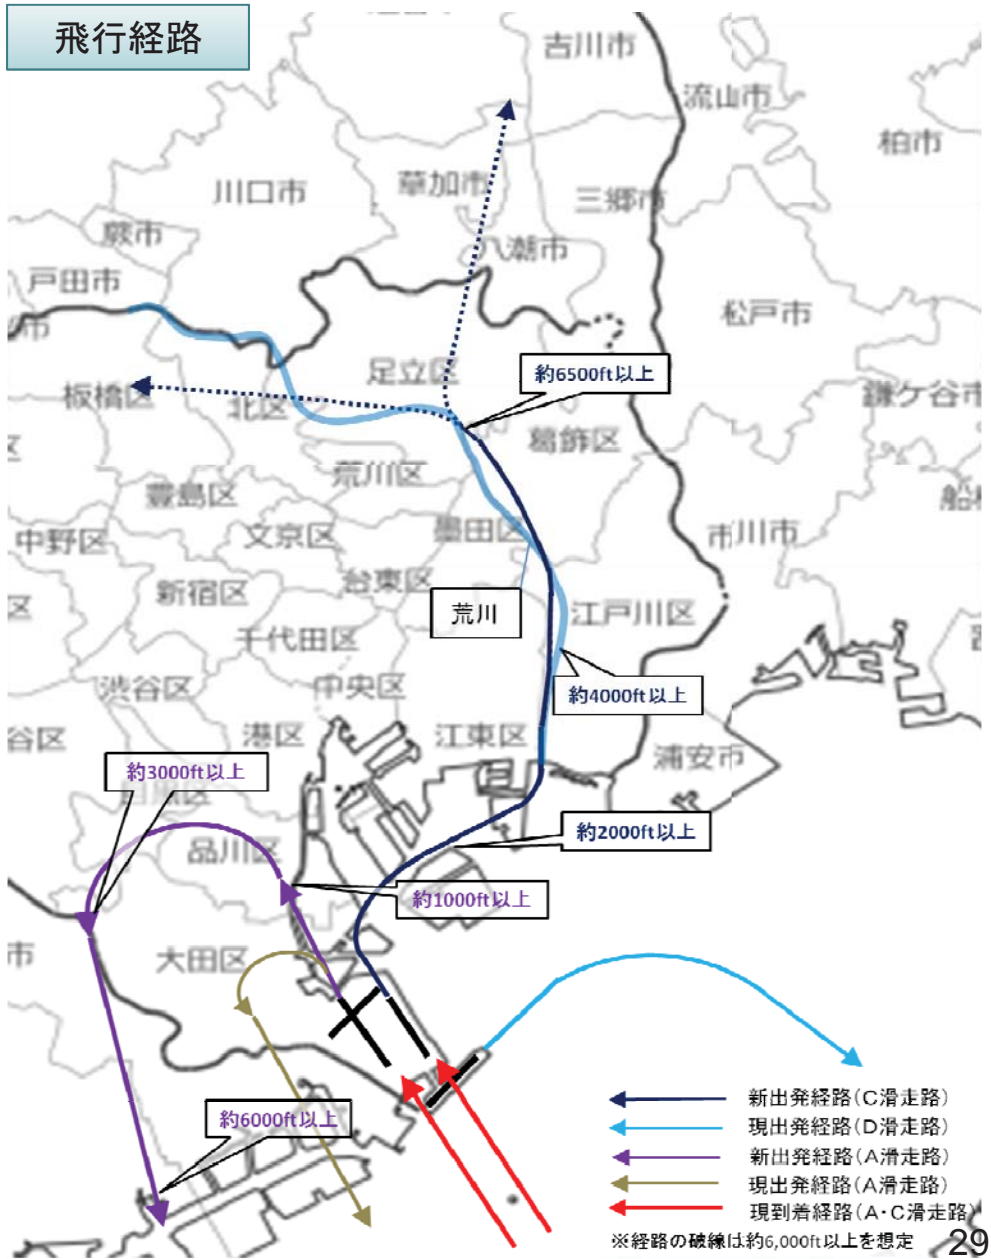 飛行経路
吉川市
流山市
柏市
川口市
草加市
三郷市
蕨市
八潮市
戸田市
市
松戸市
足立区
約6500ft以上
板橋区
北区
鎌ケ谷市
葛飾区
荒川区
豊島区
船
墨田区
中野区
文京区
市川市
台東区
新宿区
区
荒川
江戸川区
千代田区
渋谷区
中央区
約4000ft以上
谷区
港区
江東区
浦安市
約3000ft以上
目黒区
約2000ft以上
品川区
約1000ft以上
市
大田区
約6000ft以上
新出発経路(C滑走路)
現出発経路(D滑走路)
新出発経路(A滑走路)
現出発経路(A滑走路)
現到着経路(A・C滑走路)
※経路の破線は約6,000ft以上を想定
29